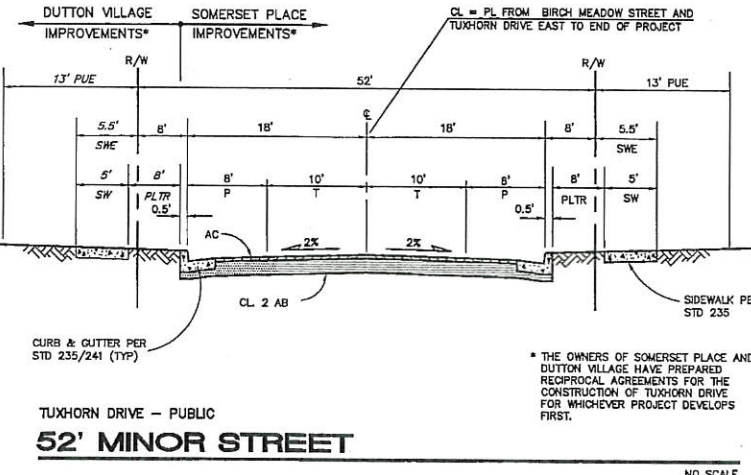 DUTTON VILLAGE SOMERSET PLACE
IMPROVEMENTS* IMPROVEMENTS*
CL = PL FROM BIRCH MEADOW STREET AND
TUXHORN DRIVE EAST TO END OF PROJECT
R/W R/W
13' PUE 52' 13' PUE
℄
5.5' 8' 18' 18' 8' 5.5'
SWE SWE
5' 8' 8' 10' 10' 8' 8' 5'
SW PLTR P T T P PLTR SW
0.5' 0.5'
AC 2% 2%
CL. 2 AB
SIDEWALK PE
STD 235
CURB & GUTTER PER
STD 235/241 (TYP)
* THE OWNERS OF SOMERSET PLACE AND
DUTTON VILLAGE HAVE PREPARED
RECIPROCAL AGREEMENTS FOR THE
CONSTRUCTION OF TUXHORN DRIVE
FOR WHICHEVER PROJECT DEVELOPS
FIRST.
TUXHORN DRIVE – PUBLIC
52' MINOR STREET
NO SCALE